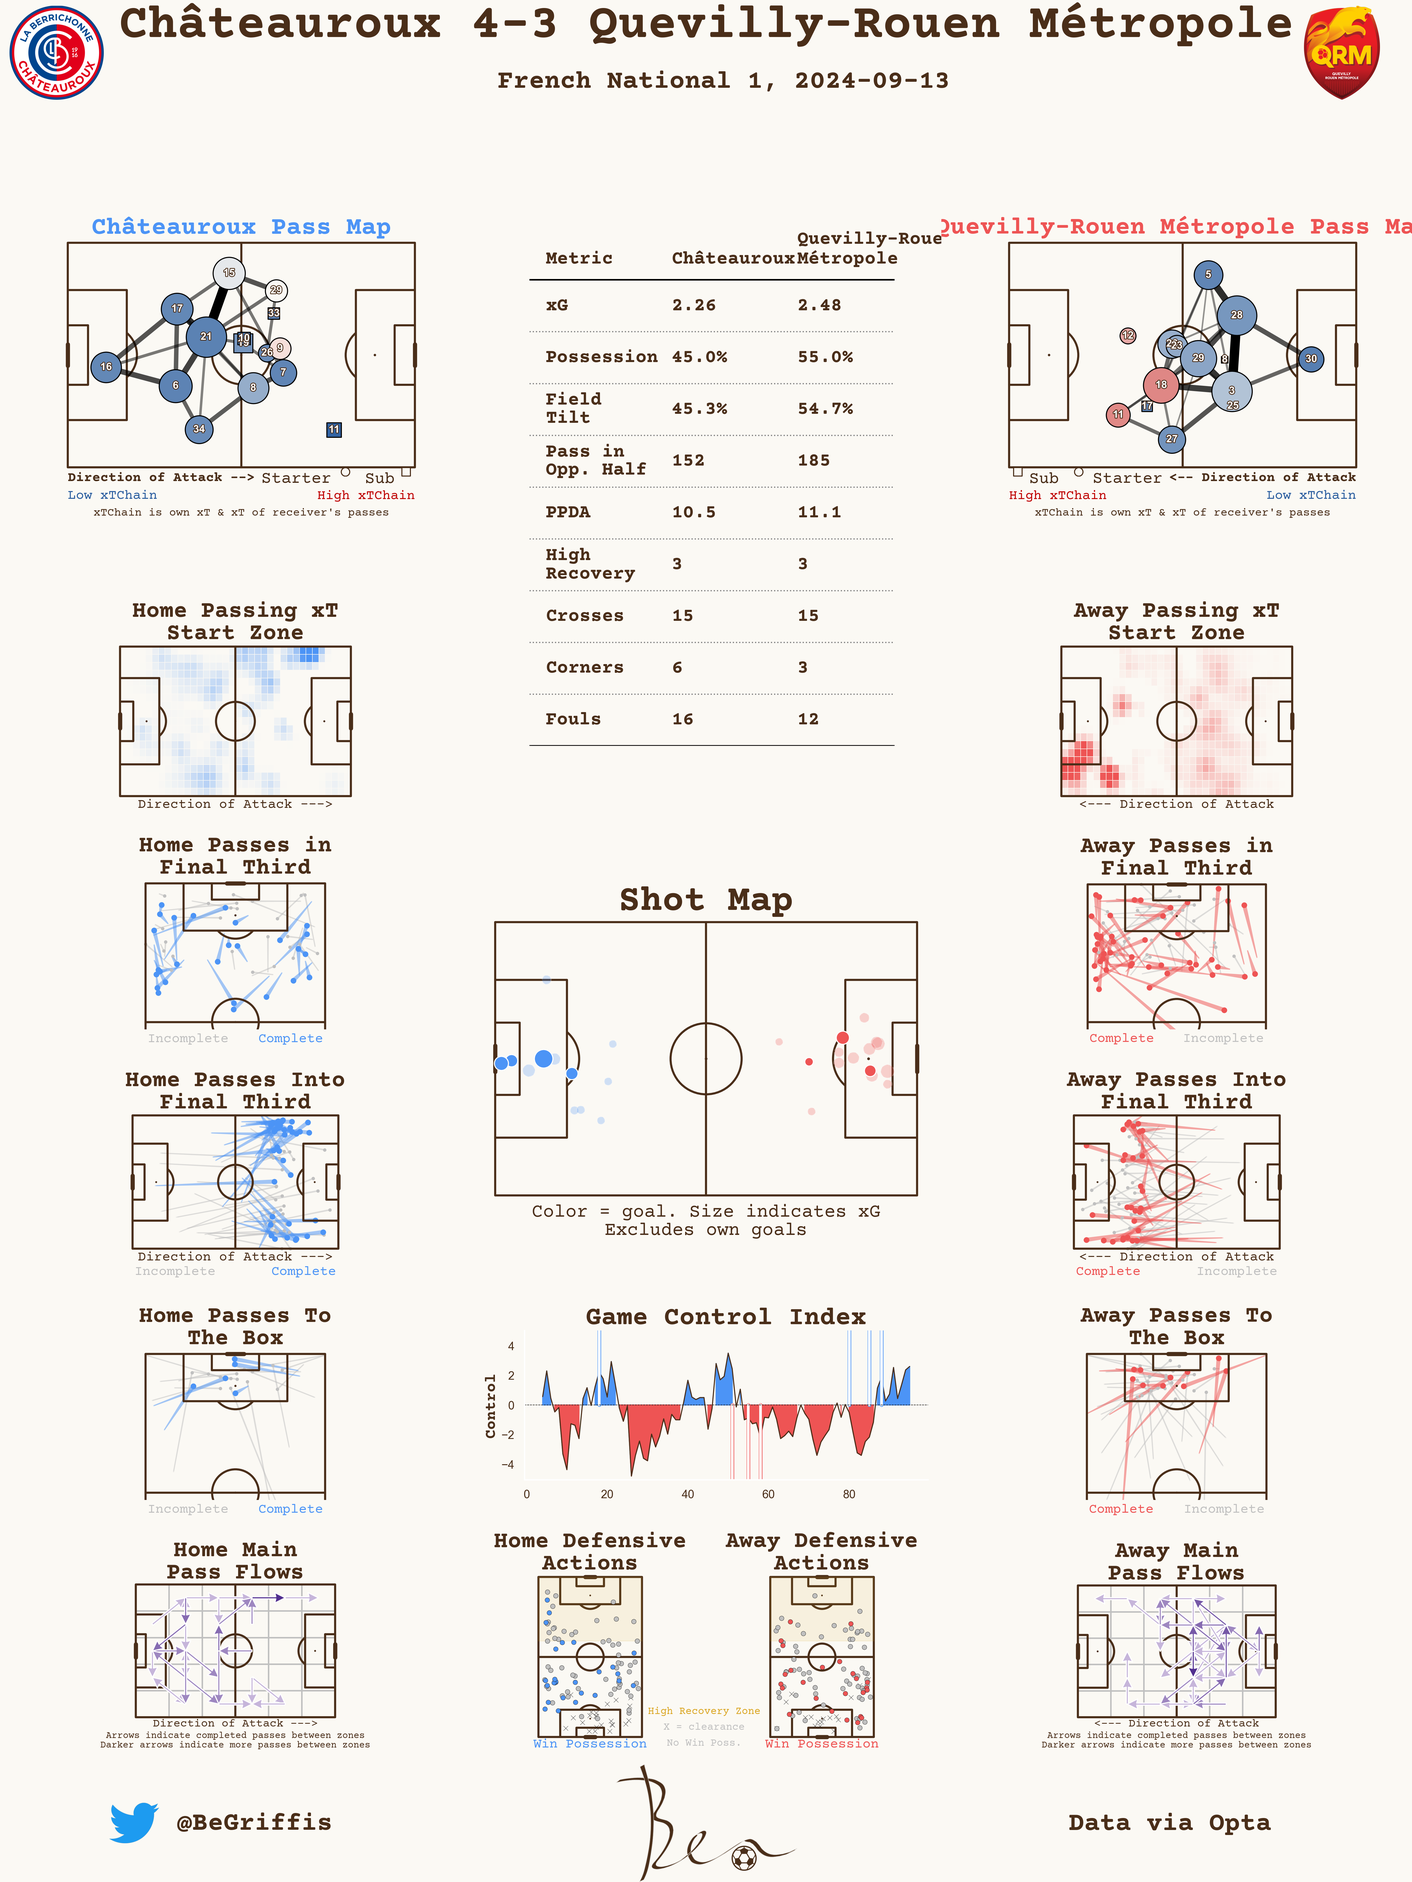 Châteauroux 4-3 Quevilly-Rouen Métropole
French National 1, 2024-09-13
LA BERRICHONNE
CHÂTEAUROUX
19
16
QRM
QUEVILLY
ROUEN MÉTROPOLE
Châteauroux Pass Map
15
29
33
17
21
10
26
9
7
16
6
8
34
11
Direction of Attack --> Starter Sub
Low xTChain High xTChain
xTChain is own xT & xT of receiver's passes
Metric Châteauroux Quevilly-Roue
Métropole
xG 2.26 2.48
Possession 45.0% 55.0%
Field
Tilt 45.3% 54.7%
Pass in
Opp. Half 152 185
PPDA 10.5 11.1
High
Recovery 3 3
Crosses 15 15
Corners 6 3
Fouls 16 12
Quevilly-Rouen Métropole Pass Ma
5
28
12
23
29
8
30
18
3
25
17
11
27
Sub Starter <-- Direction of Attack
High xTChain Low xTChain
xTChain is own xT & xT of receiver's passes
Home Passing xT
Start Zone
Direction of Attack --->
Away Passing xT
Start Zone
<--- Direction of Attack
Home Passes in
Final Third
Incomplete Complete
Away Passes in
Final Third
Complete Incomplete
Shot Map
Color = goal. Size indicates xG
Excludes own goals
Home Passes Into
Final Third
Direction of Attack --->
Incomplete Complete
Away Passes Into
Final Third
<--- Direction of Attack
Complete Incomplete
Home Passes To
The Box
Incomplete Complete
Game Control Index
Control
4
2
0
−2
−4
0 20 40 60 80
Away Passes To
The Box
Complete Incomplete
Home Main
Pass Flows
Direction of Attack --->
Arrows indicate completed passes between zones
Darker arrows indicate more passes between zones
Home Defensive
Actions
Win Possession
Away Defensive
Actions
Win Possession
High Recovery Zone
X = clearance
No Win Poss.
Away Main
Pass Flows
<--- Direction of Attack
Arrows indicate completed passes between zones
Darker arrows indicate more passes between zones
@BeGriffis
Ben
Data via Opta